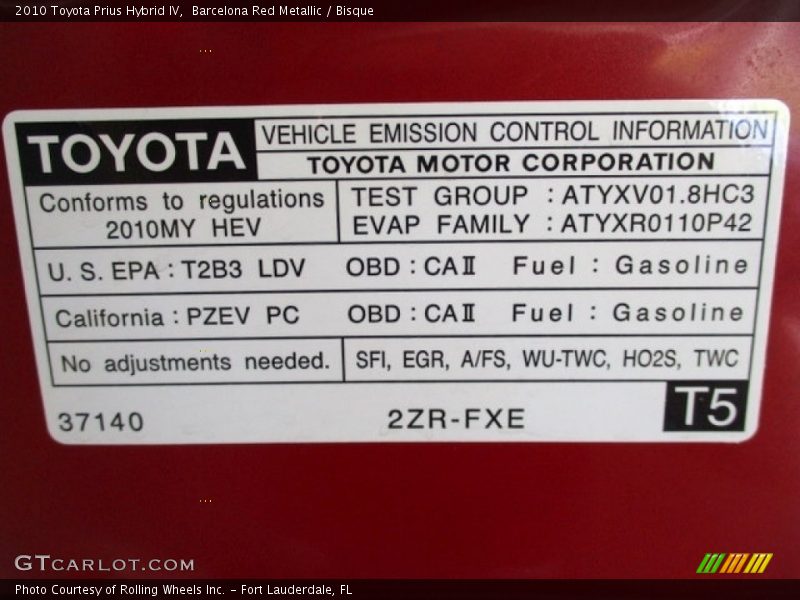 2010 Toyota Prius Hybrid IV,  Barcelona Red Metallic / Bisque
TOYOTA
VEHICLE EMISSION CONTROL INFORMATION
TOYOTA MOTOR CORPORATION
Conforms to regulations
2010MY HEV
TEST GROUP : ATYXV01.8HC3
EVAP FAMILY : ATYXR0110P42
U. S. EPA : T2B3 LDV OBD : CAⅡ Fuel : Gasoline
California : PZEV PC OBD : CAⅡ Fuel : Gasoline
No adjustments needed.
SFI, EGR, A/FS, WU-TWC, HO2S, TWC
37140 2ZR-FXE T5
GTCARLOT.COM
Photo Courtesy of Rolling Wheels Inc. - Fort Lauderdale, FL